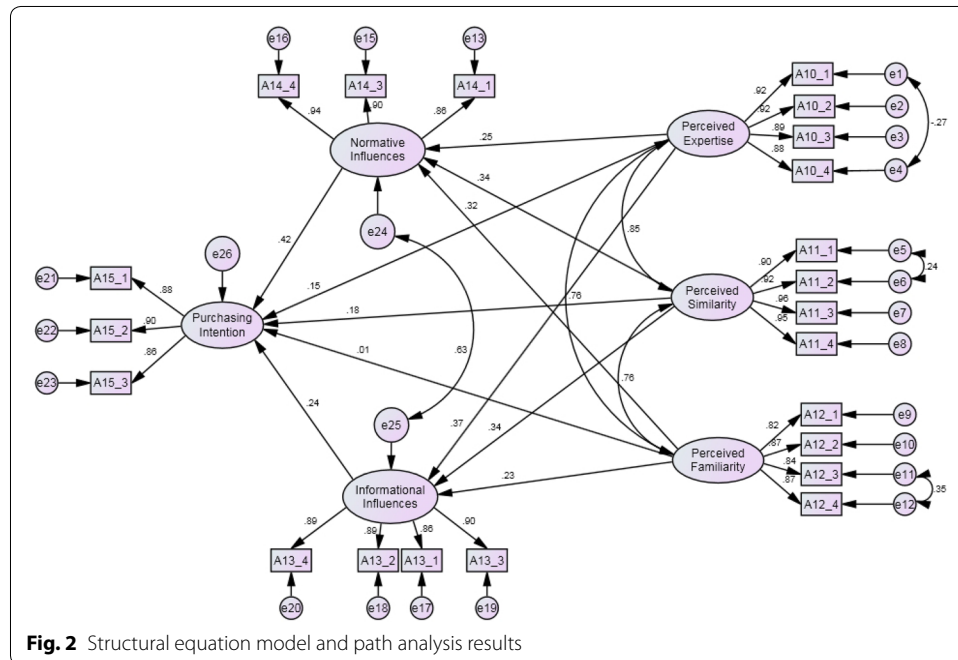 e16
e15
e13
A14_4
A14_3
A14_1
.94
.90
.86
Normative
Influences
e24
Perceived
Expertise
A10_1
A10_2
A10_3
A10_4
e1
e2
e3
e4
.92
.92
.89
.88
-.27
.25
.34
.32
.85
.42
.15
.76
e26
e21
e22
e23
A15_1
A15_2
A15_3
.88
.90
.86
Purchasing
Intention
.18
.01
.63
Perceived
Similarity
A11_1
A11_2
A11_3
A11_4
e5
e6
e7
e8
.90
.92
.96
.95
.24
.76
.24
.37
.34
.23
e25
Informational
Influences
Perceived
Familiarity
A12_1
A12_2
A12_3
A12_4
e9
e10
e11
e12
.82
.87
.84
.87
.35
.89
.89
.86
.90
A13_4
A13_2
A13_1
A13_3
e20
e18
e17
e19
Fig. 2 Structural equation model and path analysis results